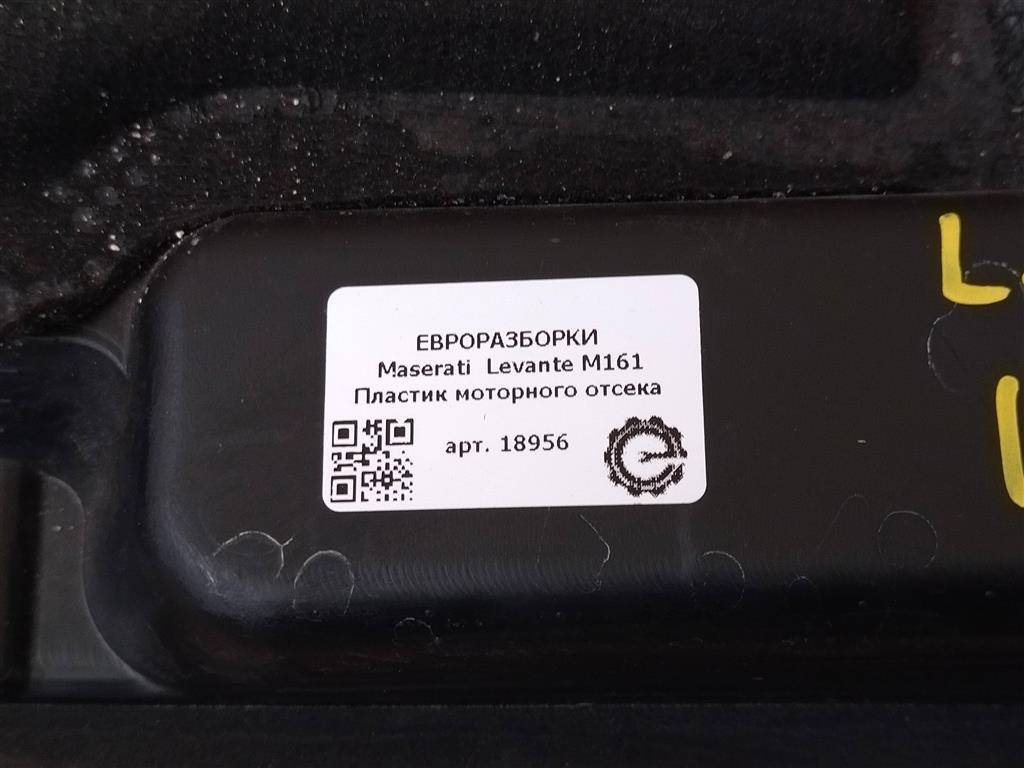 ЕВРОРАЗБОРКИ
Maserati Levante M161
Пластик моторного отсека
арт. 18956
L